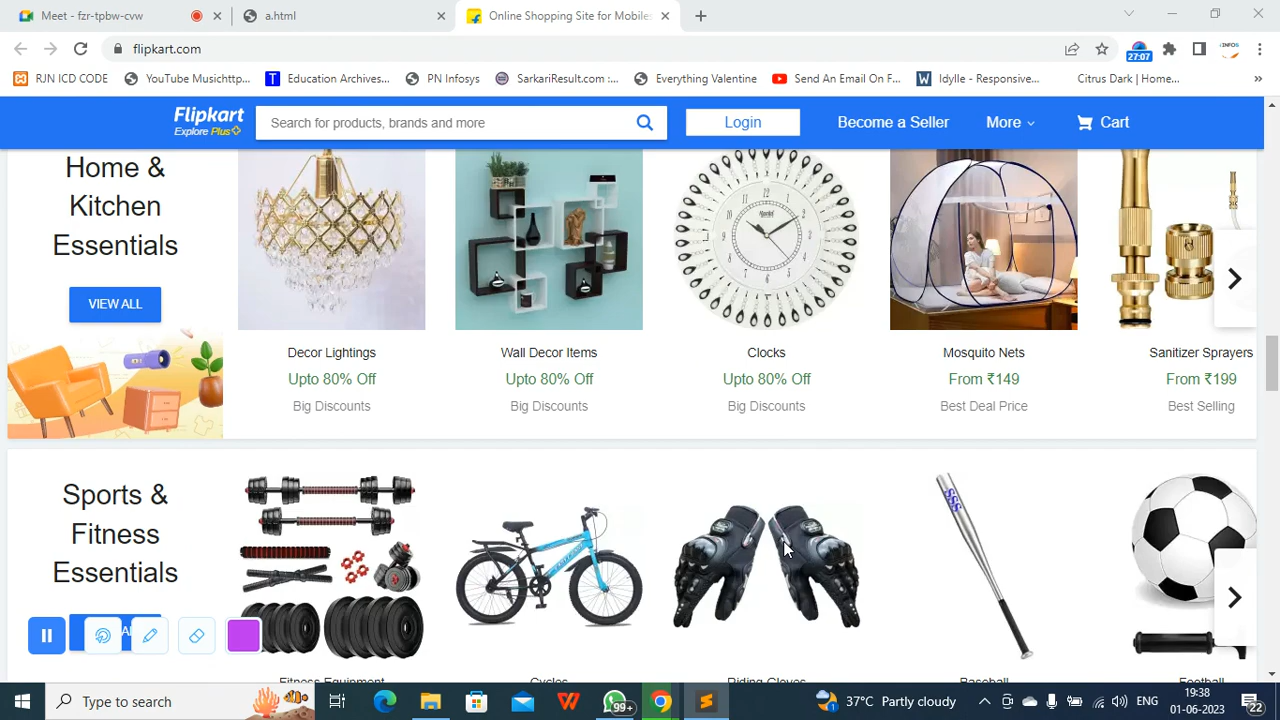 Meet - fzr-tpbw-cvw
a.html
Online Shopping Site for Mobiles
flipkart.com
27:07
RJN ICD CODE
YouTube Musichttp...
Education Archives...
PN Infosys
SarkariResult.com :...
Everything Valentine
Send An Email On F...
Idylle - Responsive...
Citrus Dark | Home...
Flipkart
Explore Plus
Search for products, brands and more
Login
Become a Seller
More
Cart
Home &
Kitchen
Essentials
VIEW ALL
Decor Lightings
Upto 80% Off
Big Discounts
Wall Decor Items
Upto 80% Off
Big Discounts
Clocks
Upto 80% Off
Big Discounts
Mosquito Nets
From ₹149
Best Deal Price
Sanitizer Sprayers
From ₹199
Best Selling
Sports &
Fitness
Essentials
Fitness Equipment
Cycles
Riding Gloves
Baseball
Football
Type to search
99+
37°C Partly cloudy
ENG
19:38
01-06-2023
22